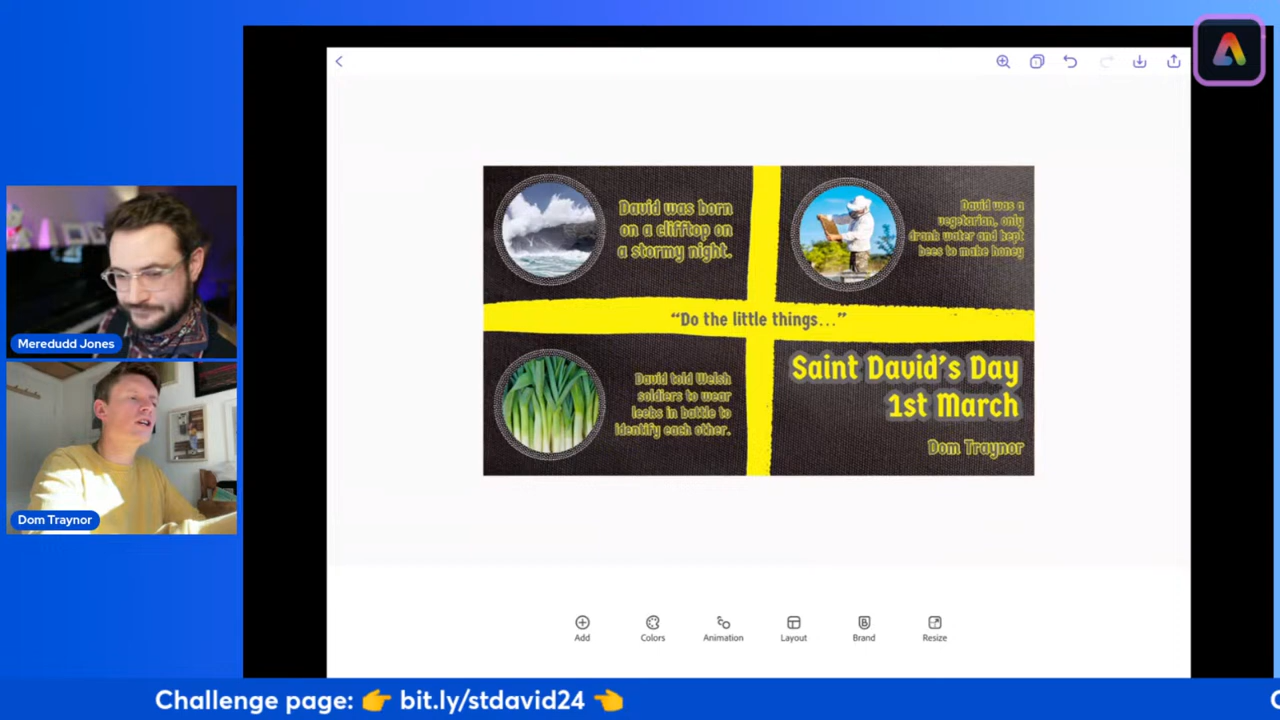 David was born
on a clifftop on
a stormy night.
David was a
vegetarian, only
drank water and kept
bees to make honey
“Do the little things...”
David told Welsh
soldiers to wear
leeks in battle to
identify each other.
Saint David's Day
1st March
Dom Traynor
Meredudd Jones
Dom Traynor
Add
Colors
Animation
Layout
Brand
Resize
Challenge page: 👉 bit.ly/stdavid24 👈